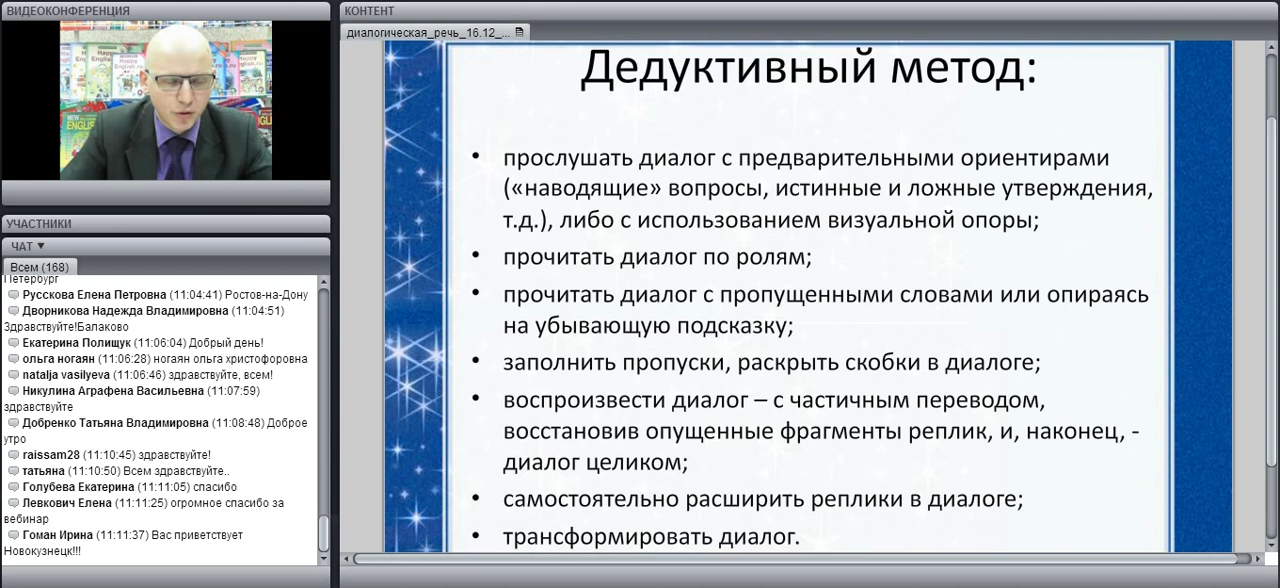 ВИДЕОКОНФЕРЕНЦИЯ
Happy English
ENGLI
УЧАСТНИКИ
ЧАТ ▼
Всем (168)
Петербург
Русскова Елена Петровна (11:04:41) Ростов-на-Дону
Дворникова Надежда Владимировна (11:04:51)
Здравствуйте!Балаково
Екатерина Полищук (11:06:04) Добрый день!
ольга ногаян (11:06:28) ногаян ольга христофоровна
natalja vasilyeva (11:06:46) здравствуйте, всем!
Никулина Аграфена Васильевна (11:07:59)
здравствуйте
Добренко Татьяна Владимировна (11:08:48) Доброе
утро
raissam28 (11:10:45) здравствуйте!
татьяна (11:10:50) Всем здравствуйте..
Голубева Екатерина (11:11:05) спасибо
Левкович Елена (11:11:25) огромное спасибо за
вебинар
Гоман Ирина (11:11:37) Вас приветствует
Новокузнецк!!!
КОНТЕНТ
диалогическая_речь_16.12_...
Дедуктивный метод:
• прослушать диалог с предварительными ориентирами
(«наводящие» вопросы, истинные и ложные утверждения,
т.д.), либо с использованием визуальной опоры;
• прочитать диалог по ролям;
• прочитать диалог с пропущенными словами или опираясь
на убывающую подсказку;
• заполнить пропуски, раскрыть скобки в диалоге;
• воспроизвести диалог – с частичным переводом,
восстановив опущенные фрагменты реплик, и, наконец, -
диалог целиком;
• самостоятельно расширить реплики в диалоге;
• трансформировать диалог.